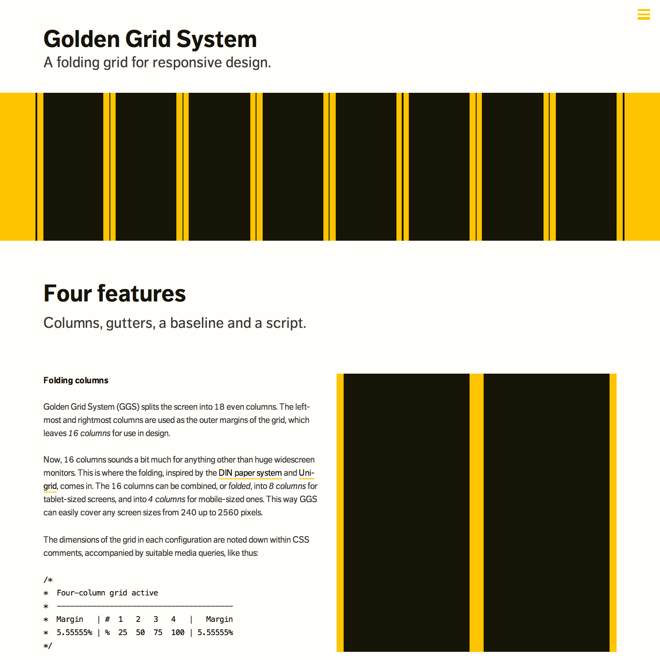 Golden Grid System
A folding grid for responsive design.
Four features
Columns, gutters, a baseline and a script.
Folding columns
Golden Grid System (GGS) splits the screen into 18 even columns. The left-
most and rightmost columns are used as the outer margins of the grid, which
leaves 16 columns for use in design.
Now, 16 columns sounds a bit much for anything other than huge widescreen
monitors. This is where the folding, inspired by the DIN paper system and Uni-
grid, comes in. The 16 columns can be combined, or folded, into 8 columns for
tablet-sized screens, and into 4 columns for mobile-sized ones. This way GGS
can easily cover any screen sizes from 240 up to 2560 pixels.
The dimensions of the grid in each configuration are noted down within CSS
comments, accompanied by suitable media queries, like thus:
/*
* Four-column grid active
* ----------------------------------------
* Margin | # 1 2 3 4 | Margin
* 5.55555% | % 25 50 75 100 | 5.55555%
*/